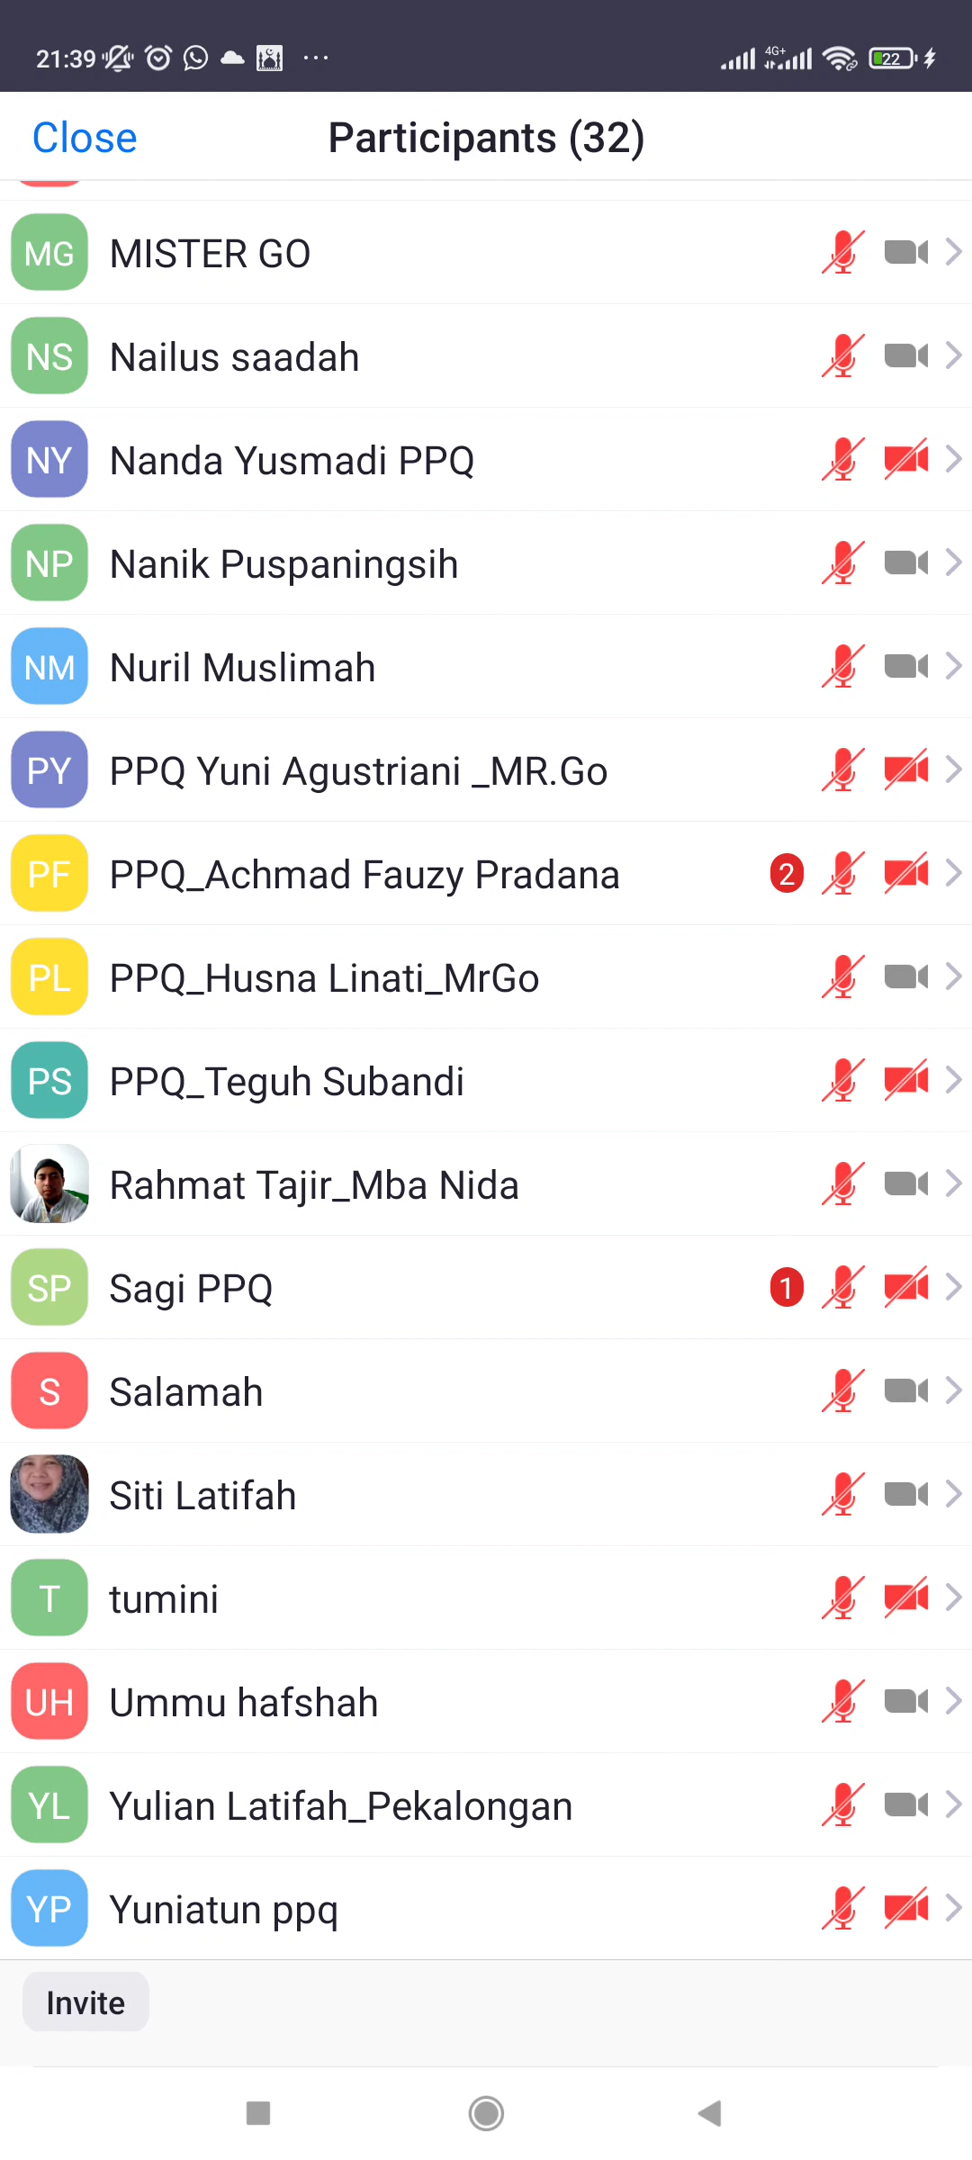 21:39 ... 4G+ 22
Close Participants (32)
MG MISTER GO
NS Nailus saadah
NY Nanda Yusmadi PPQ
NP Nanik Puspaningsih
NM Nuril Muslimah
PY PPQ Yuni Agustriani _MR.Go
PF PPQ_Achmad Fauzy Pradana 2
PL PPQ_Husna Linati_MrGo
PS PPQ_Teguh Subandi
Rahmat Tajir_Mba Nida
SP Sagi PPQ 1
S Salamah
Siti Latifah
T tumini
UH Ummu hafshah
YL Yulian Latifah_Pekalongan
YP Yuniatun ppq
Invite